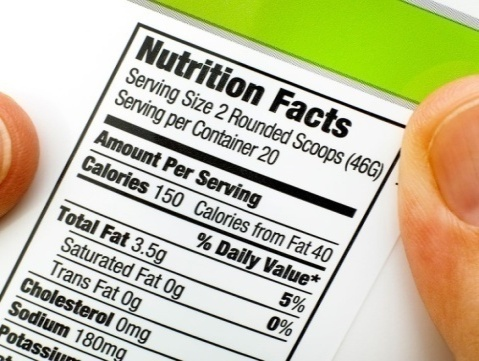 Nutrition Facts
Serving Size 2 Rounded Scoops (46G)
Serving per Container 20
Amount Per Serving
Calories 150 Calories from Fat 40
% Daily Value*
Total Fat 3.5g 5%
Saturated Fat 0g 0%
Trans Fat 0g
Cholesterol 0mg
Sodium 180mg
Potassium